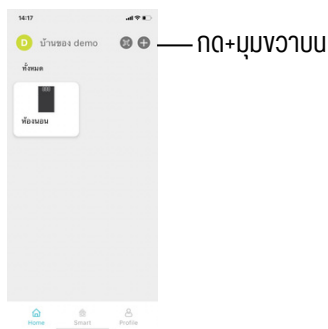 14:17
D บ้านของ demo
กด+มุมขวาบน
ทั้งหมด
ห้องนอน
Home Smart Profile